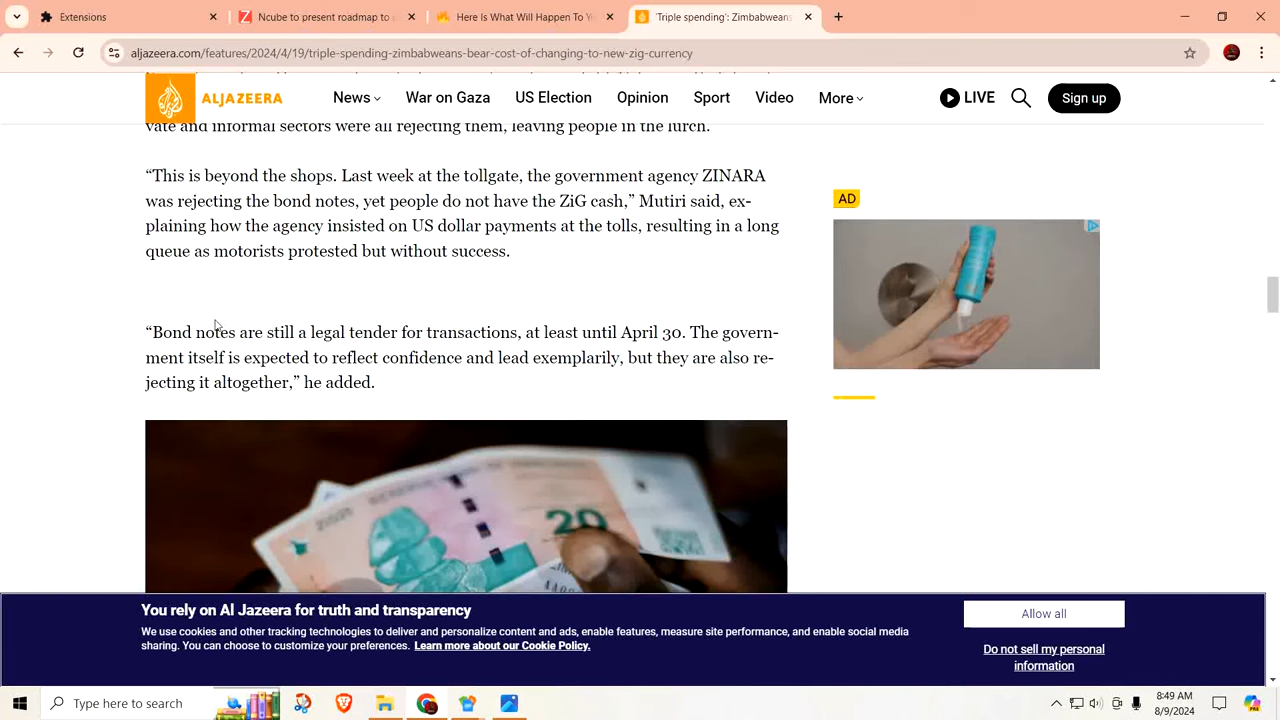 Extensions
Ncube to present roadmap to
Here Is What Will Happen To Y
'Triple spending': Zimbabwean
aljazeera.com/features/2024/4/19/triple-spending-zimbabweans-bear-cost-of-changing-to-new-zig-currency
ALJAZEERA
News
War on Gaza
US Election
Opinion
Sport
Video
More
LIVE
Sign up
vate and informal sectors were all rejecting them, leaving people in the lurch.
“This is beyond the shops. Last week at the tollgate, the government agency ZINARA
was rejecting the bond notes, yet people do not have the ZiG cash,” Mutiri said, ex-
plaining how the agency insisted on US dollar payments at the tolls, resulting in a long
queue as motorists protested but without success.
“Bond notes are still a legal tender for transactions, at least until April 30. The govern-
ment itself is expected to reflect confidence and lead exemplarily, but they are also re-
jecting it altogether,” he added.
AD
20
You rely on Al Jazeera for truth and transparency
We use cookies and other tracking technologies to deliver and personalize content and ads, enable features, measure site performance, and enable social media
sharing. You can choose to customize your preferences. Learn more about our Cookie Policy.
Allow all
Do not sell my personal
information
Type here to search
8:49 AM
8/9/2024